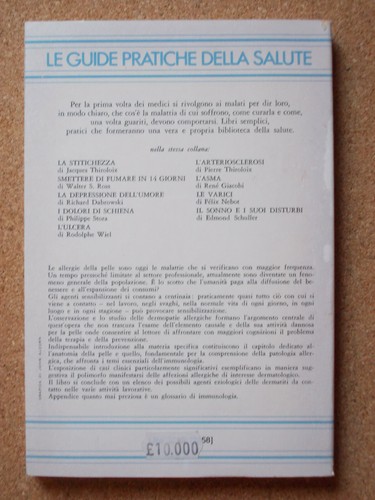 LE GUIDE PRATICHE DELLA SALUTE
Per la prima volta dei medici si rivolgono ai malati per dir loro,
in modo chiaro, che cos'è la malattia di cui soffrono, come curarla e come,
una volta guariti, devono comportarsi. Libri semplici,
pratici che formeranno una vera e propria biblioteca della salute.
nella stessa collana:
LA STITICHEZZA
di Jacques Thiroloix
SMETTERE DI FUMARE IN 14 GIORNI
di Walter S. Ross
LA DEPRESSIONE DELL'UMORE
di Richard Dabrowski
I DOLORI DI SCHIENA
di Philippe Stora
L'ULCERA
di Rodolphe Wiel
L'ARTERIOSCLEROSI
di Pierre Thiroloix
L'ASMA
di René Giacobi
LE VARICI
di Félix Nebot
IL SONNO E I SUOI DISTURBI
di Edmond Schuller
Le allergie della pelle sono oggi le malattie che si verificano con maggior frequenza.
Un tempo pressoché limitate al settore professionale, attualmente sono diventate un feno-
meno generale della popolazione. È lo scotto che l'umanità paga alla diffusione del be-
nessere e all'espansione dei consumi?
Gli agenti sensibilizzanti si contano a centinaia: praticamente quasi tutto ciò con cui si
viene a contatto - nel lavoro, negli svaghi, nella normale vita di ogni giorno, in ogni
luogo e in ogni stagione - può provocare sensibilizzazione.
L'osservazione e lo studio delle dermopatie allergiche formano l'argomento centrale di
quest'opera che non trascura l'esame dell'elemento causale e della sua attività dannosa
per la pelle onde consentire al lettore di affrontare con maggiori cognizioni il problema
della terapia e della prevenzione.
Indispensabile introduzione alla materia specifica costituiscono il capitolo dedicato al-
l'anatomia della pelle e quello, fondamentale per la comprensione della patologia aller-
gica, che affronta i temi essenziali dell'immunologia.
L'esposizione di casi clinici particolarmente significativi esemplificano in maniera sug-
gestiva il polimorfo manifestarsi delle affezioni allergiche di interesse dermatologico.
Il libro si conclude con un elenco dei possibili agenti eziologici delle dermatiti da con-
tatto nelle varie attività lavorative.
Appendice quanto mai preziosa è un glossario di immunologia.
58]
£10.000